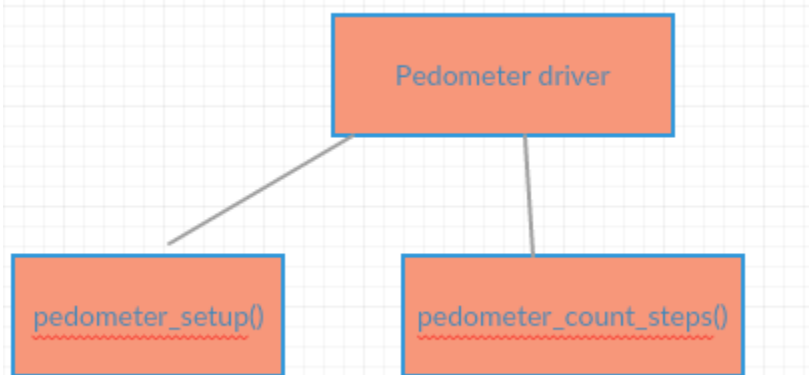 Pedometer driver
pedometer_setup()
pedometer_count_steps()